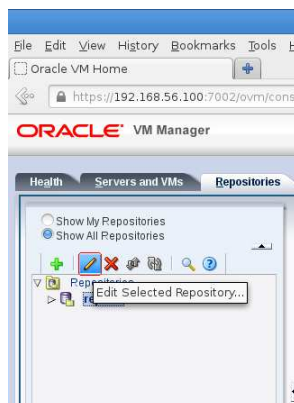 File Edit View History Bookmarks Tools
Oracle VM Home
https://192.168.56.100:7002/ovm/cons
ORACLE VM Manager
Health Servers and VMs Repositories
Show My Repositories
Show All Repositories
Repositories
Edit Selected Repository...